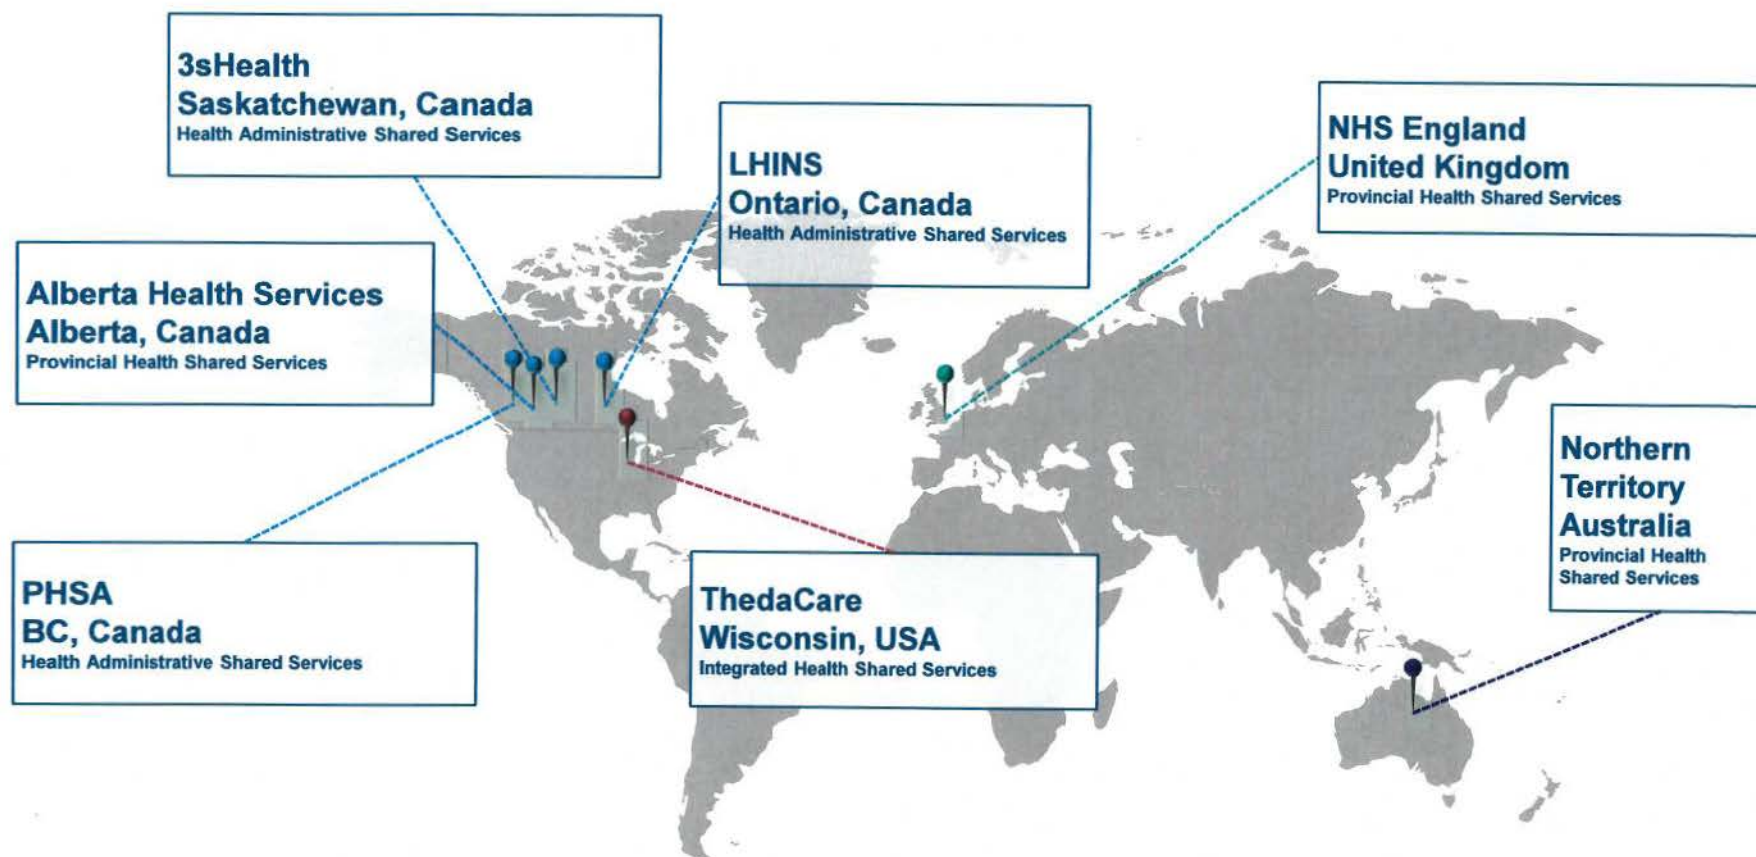 3sHealth
Saskatchewan, Canada
Health Administrative Shared Services
LHINS
Ontario, Canada
Health Administrative Shared Services
NHS England
United Kingdom
Provincial Health Shared Services
Alberta Health Services
Alberta, Canada
Provincial Health Shared Services
Northern
Territory
Australia
Provincial Health
Shared Services
PHSA
BC, Canada
Health Administrative Shared Services
ThedaCare
Wisconsin, USA
Integrated Health Shared Services